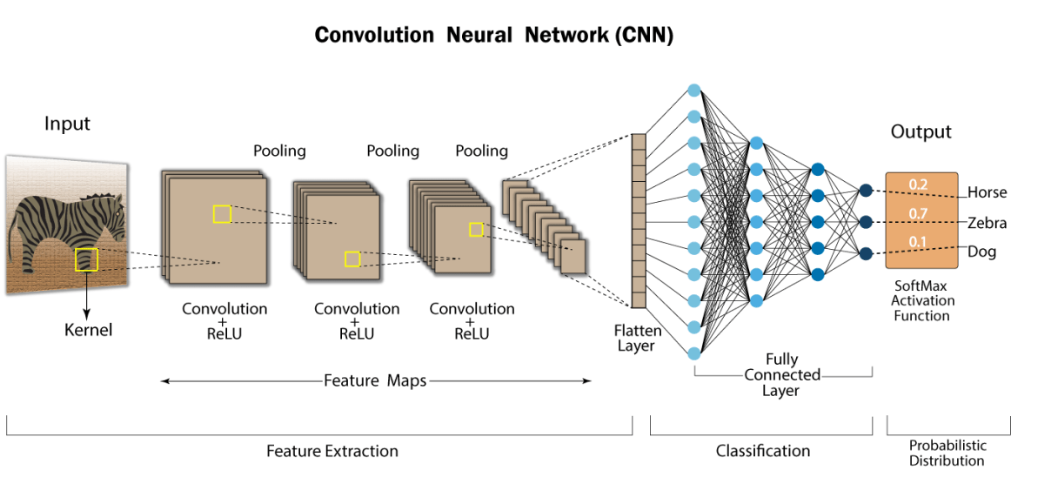 Convolution Neural Network (CNN)
Input
Output
Pooling
Pooling
Pooling
0.2
Horse
0.7
Zebra
0.1
Dog
SoftMax
Activation
Function
Convolution
+
ReLU
Convolution
+
ReLU
Convolution
+
ReLU
Kernel
Flatten
Layer
Fully
Connected
Layer
Feature Maps
Feature Extraction
Classification
Probabilistic
Distribution